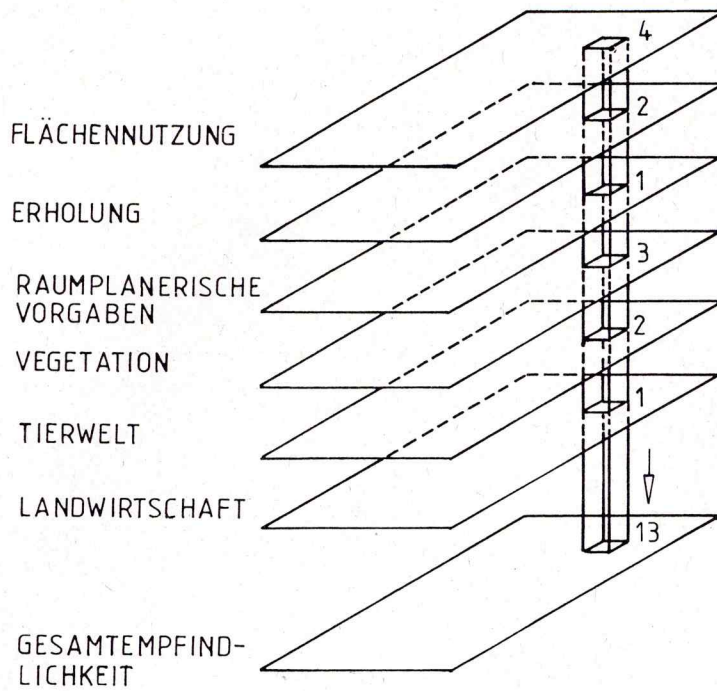 4
2
FLÄCHENNUTZUNG
1
ERHOLUNG
3
RAUMPLANERISCHE
VORGABEN
2
VEGETATION
1
TIERWELT
LANDWIRTSCHAFT
13
GESAMTEMPFIND-
LICHKEIT